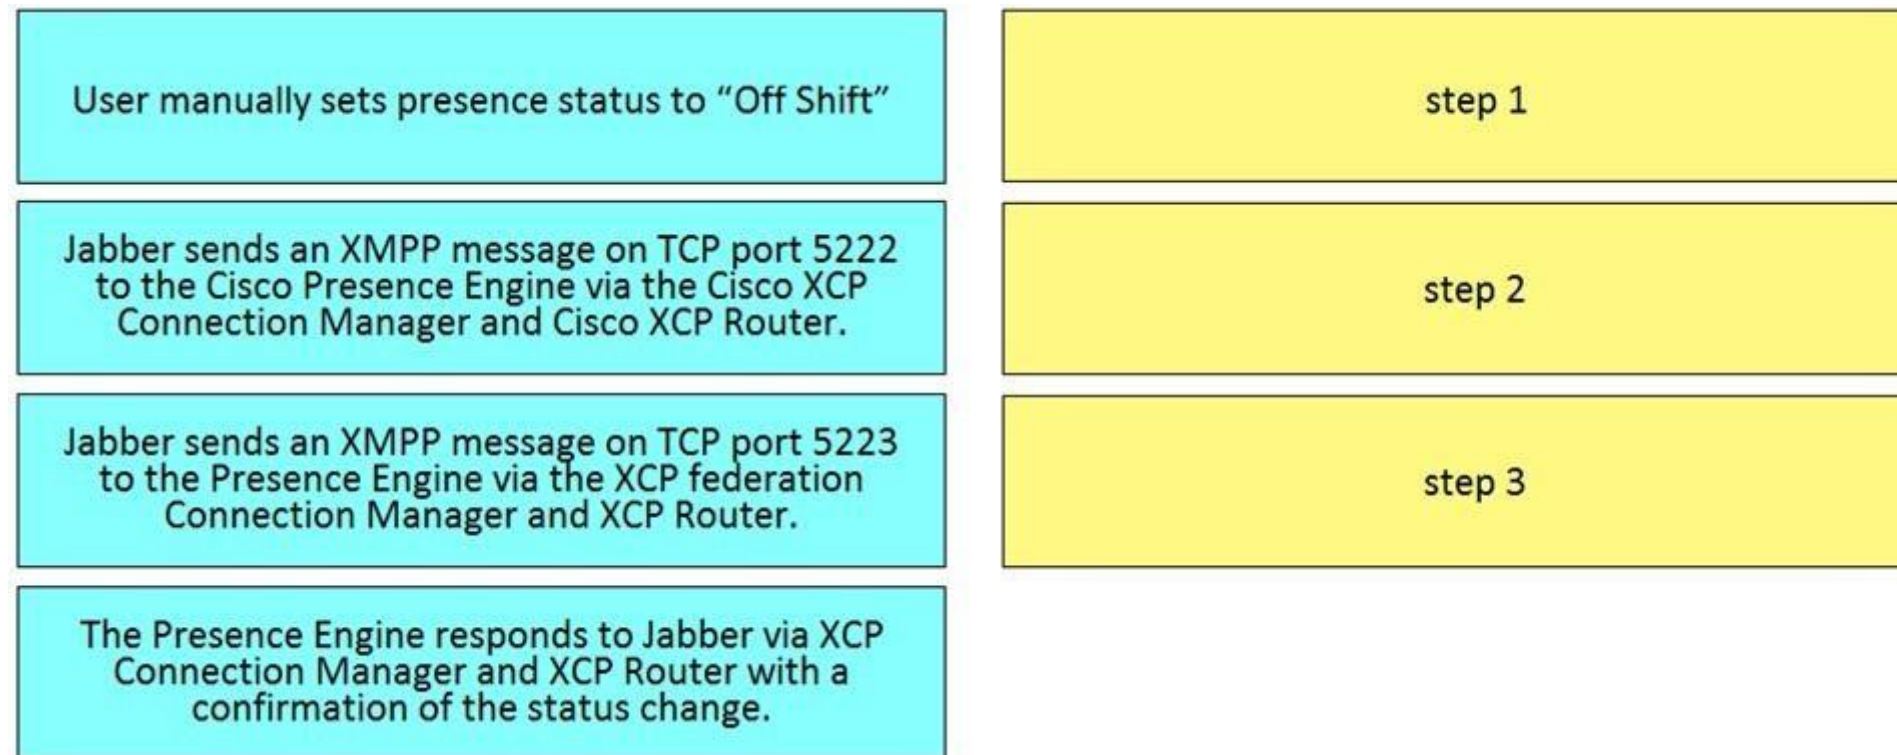 User manually sets presence status to “Off Shift”
step 1
Jabber sends an XMPP message on TCP port 5222
to the Cisco Presence Engine via the Cisco XCP
Connection Manager and Cisco XCP Router.
step 2
Jabber sends an XMPP message on TCP port 5223
to the Presence Engine via the XCP federation
Connection Manager and XCP Router.
step 3
The Presence Engine responds to Jabber via XCP
Connection Manager and XCP Router with a
confirmation of the status change.